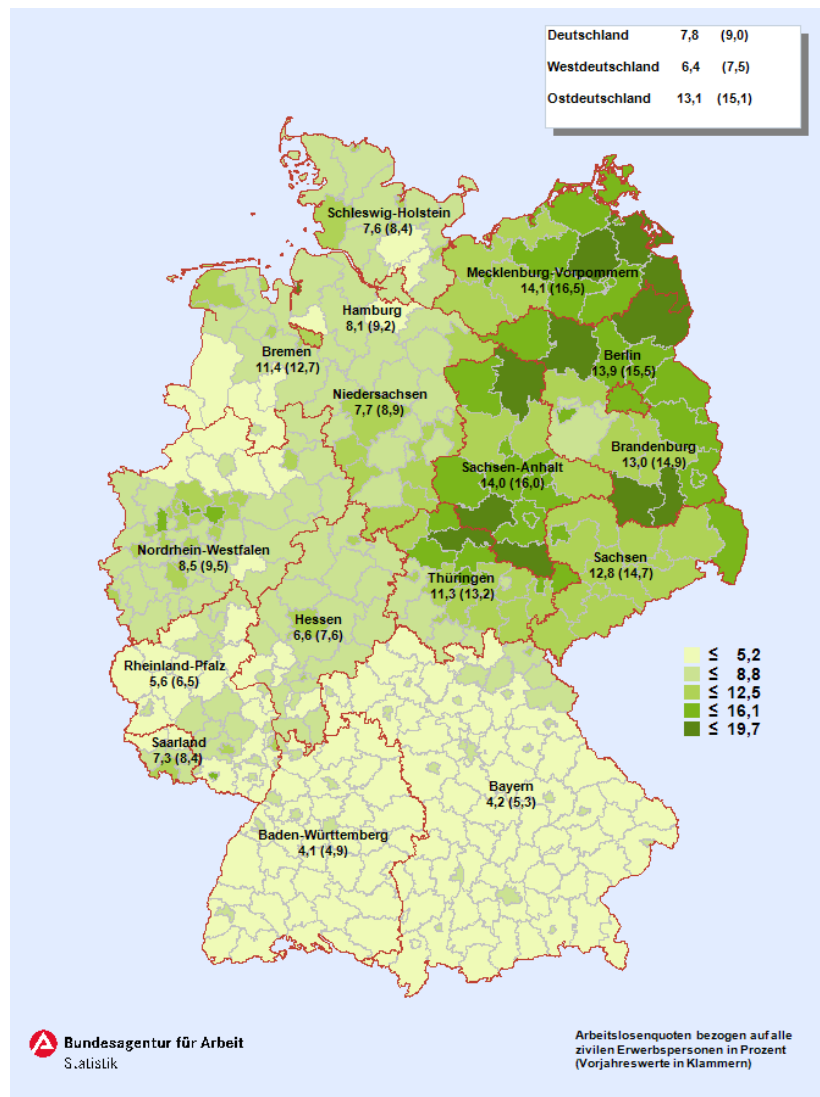 Deutschland 7,8 (9,0)
Westdeutschland 6,4 (7,5)
Ostdeutschland 13,1 (15,1)
Schleswig-Holstein
7,6 (8,4)
Mecklenburg-Vorpommern
14,1 (16,5)
Hamburg
8,1 (9,2)
Bremen
11,4 (12,7)
Berlin
13,9 (15,5)
Niedersachsen
7,7 (8,9)
Brandenburg
13,0 (14,9)
Sachsen-Anhalt
14,0 (16,0)
Nordrhein-Westfalen
8,5 (9,5)
Sachsen
12,8 (14,7)
Thüringen
11,3 (13,2)
Hessen
6,6 (7,6)
Rheinland-Pfalz
5,6 (6,5)
≤ 5,2
≤ 8,8
≤ 12,5
≤ 16,1
≤ 19,7
Saarland
7,3 (8,4)
Bayern
4,2 (5,3)
Baden-Württemberg
4,1 (4,9)
Bundesagentur für Arbeit
Statistik
Arbeitslosenquoten bezogen auf alle
zivilen Erwerbspersonen in Prozent
(Vorjahreswerte in Klammern)